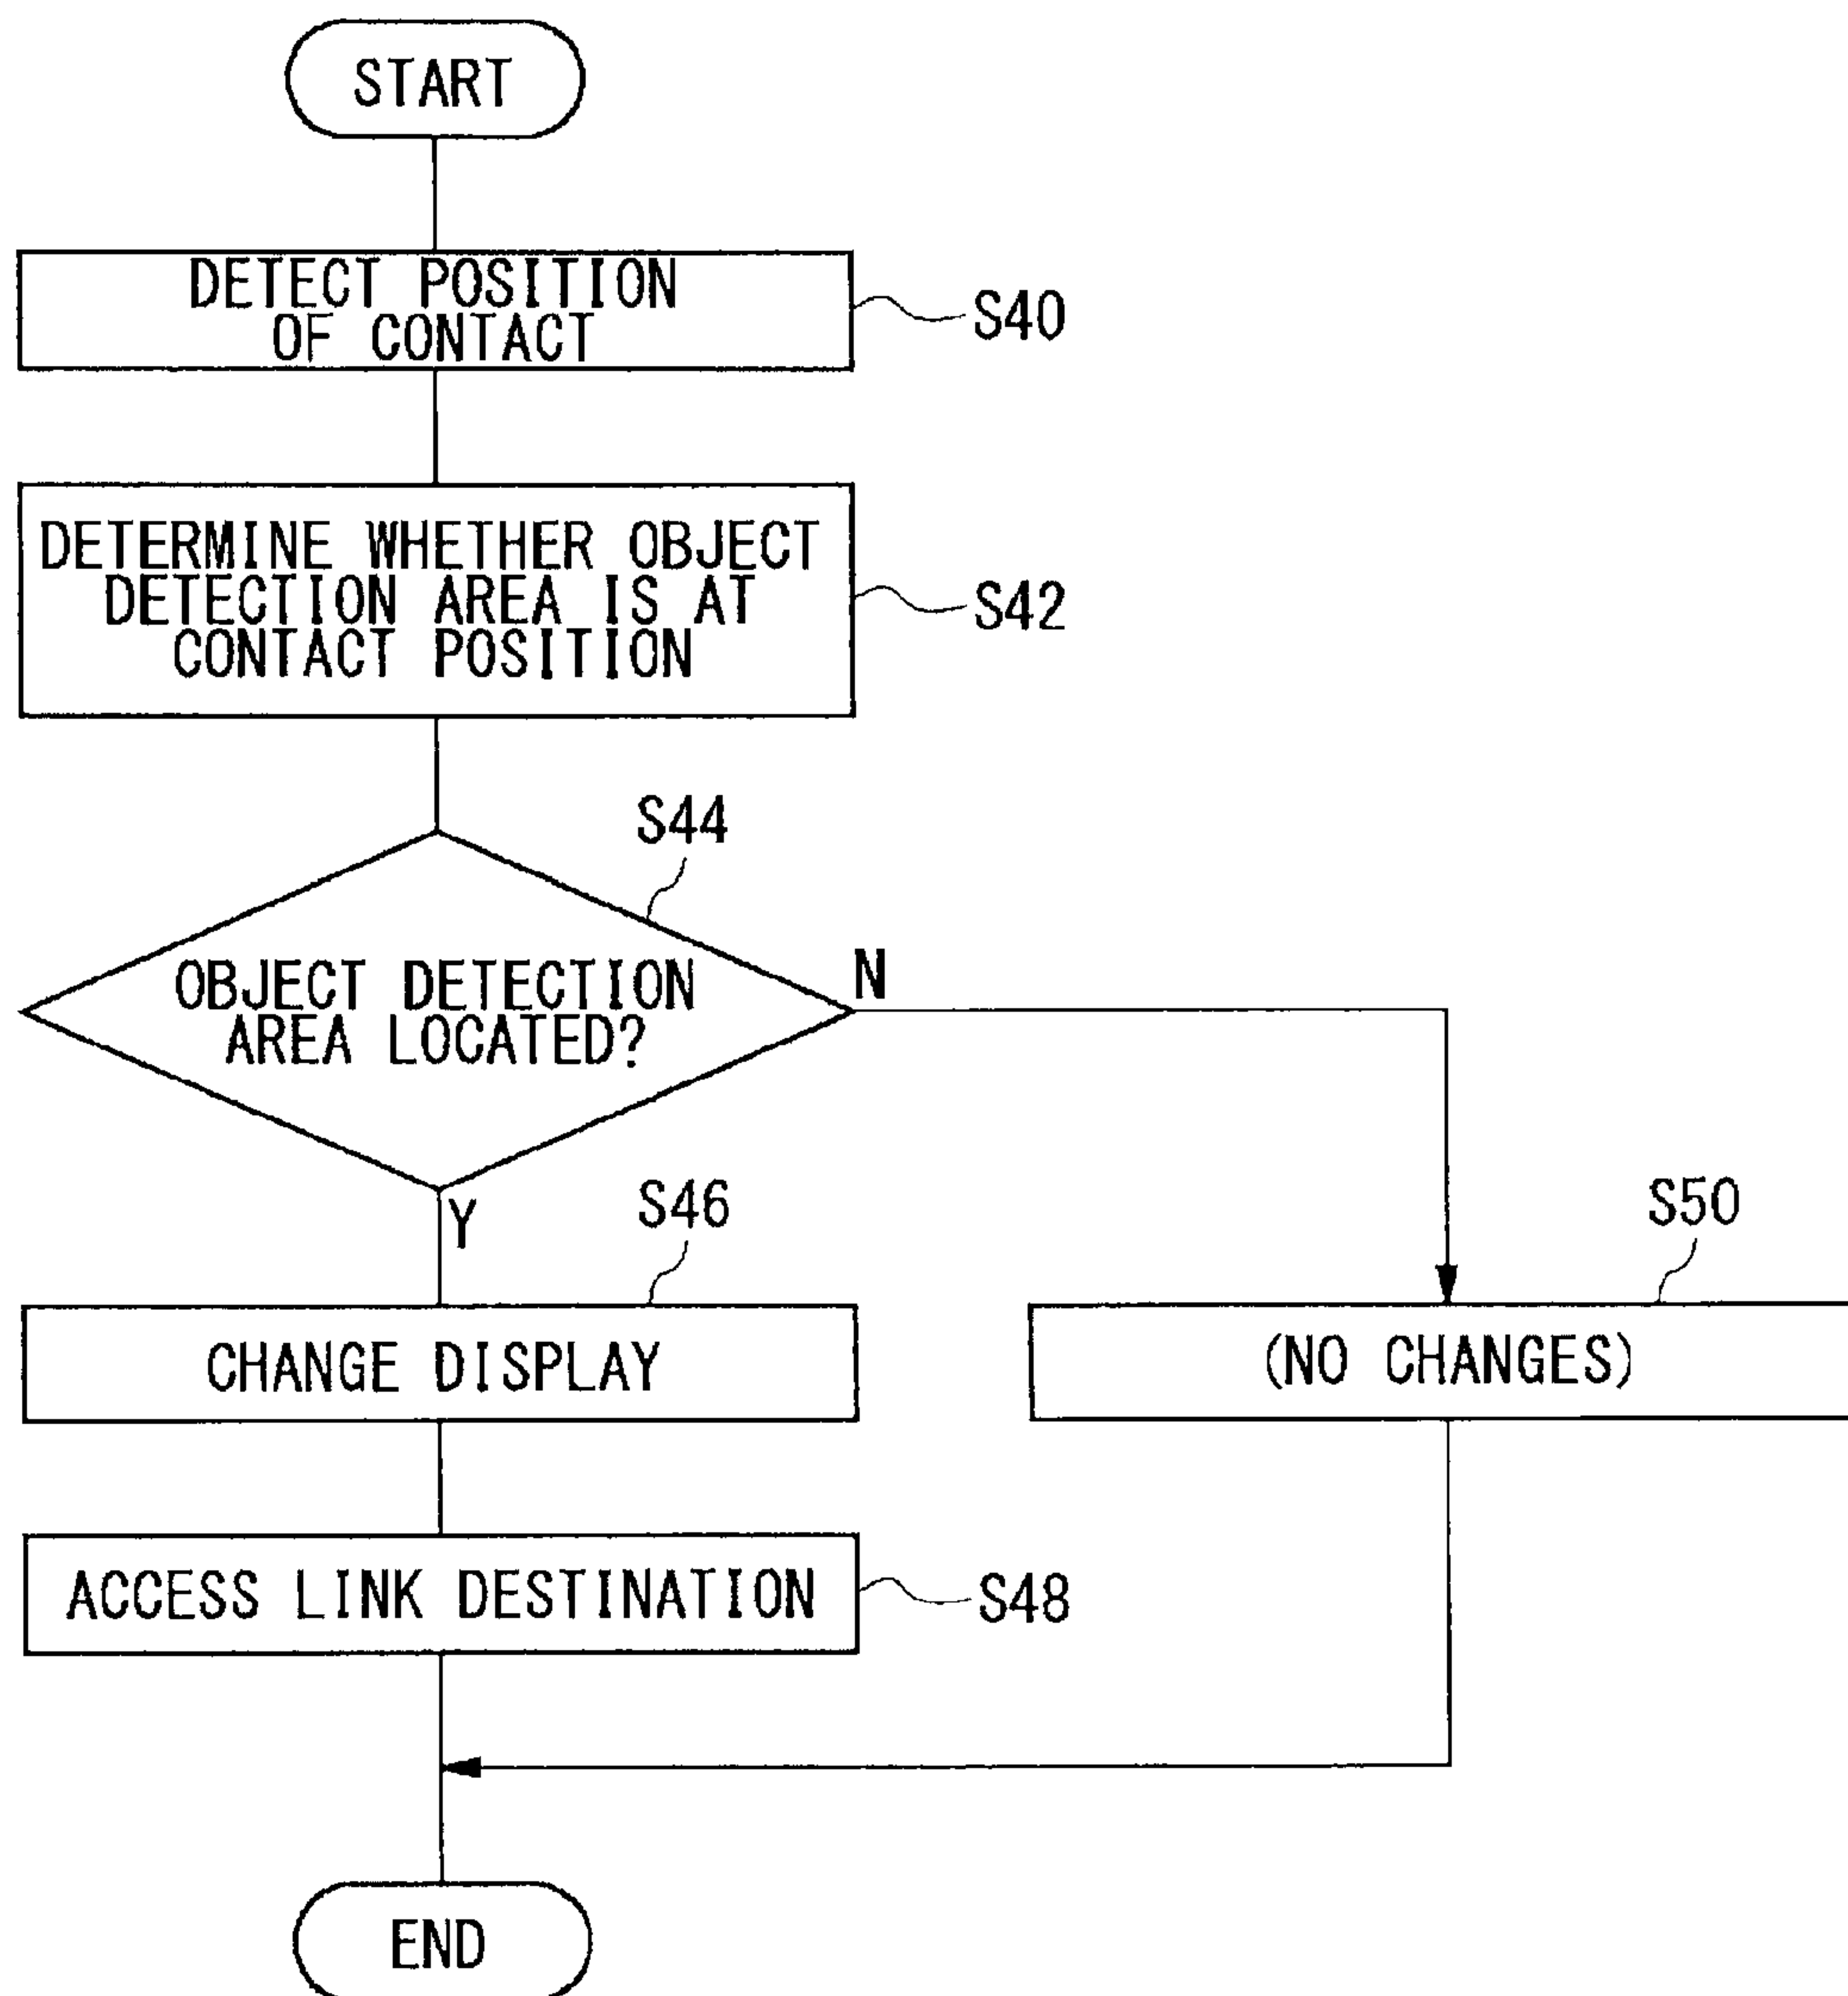 START
DETECT POSITION
OF CONTACT
S40
DETERMINE WHETHER OBJECT
DETECTION AREA IS AT
CONTACT POSITION
S42
S44
OBJECT DETECTION
AREA LOCATED?
N
Y
S46
CHANGE DISPLAY
S50
(NO CHANGES)
ACCESS LINK DESTINATION
S48
END